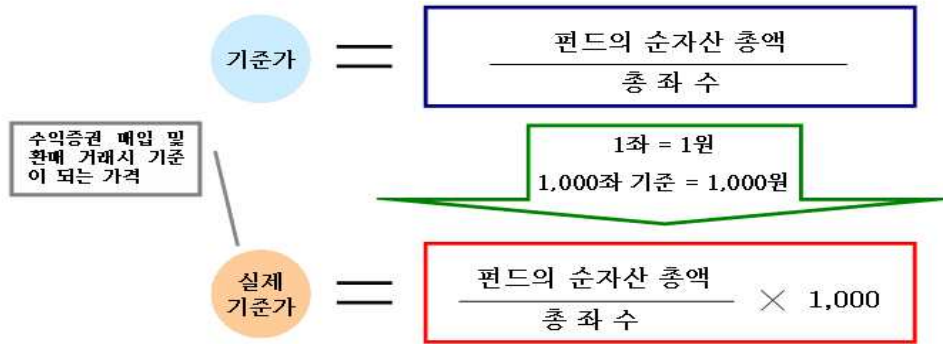 기준가
펀드의 순자산 총액
총 좌 수
수익증권 매입 및
환매 거래시 기준
이 되는 가격
1좌 = 1원
1,000좌 기준 = 1,000원
실제
기준가
펀드의 순자산 총액
총 좌 수
× 1,000